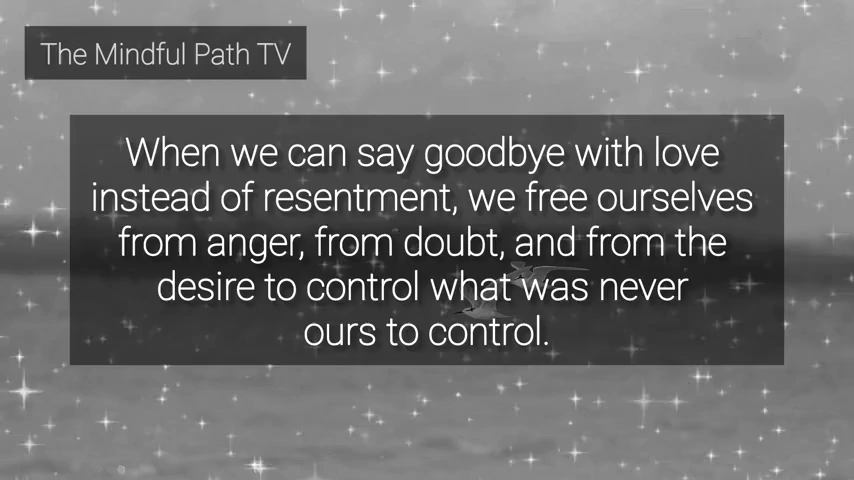 The Mindful Path TV
When we can say goodbye with love
instead of resentment, we free ourselves
from anger, from doubt, and from the
desire to control what was never
ours to control.